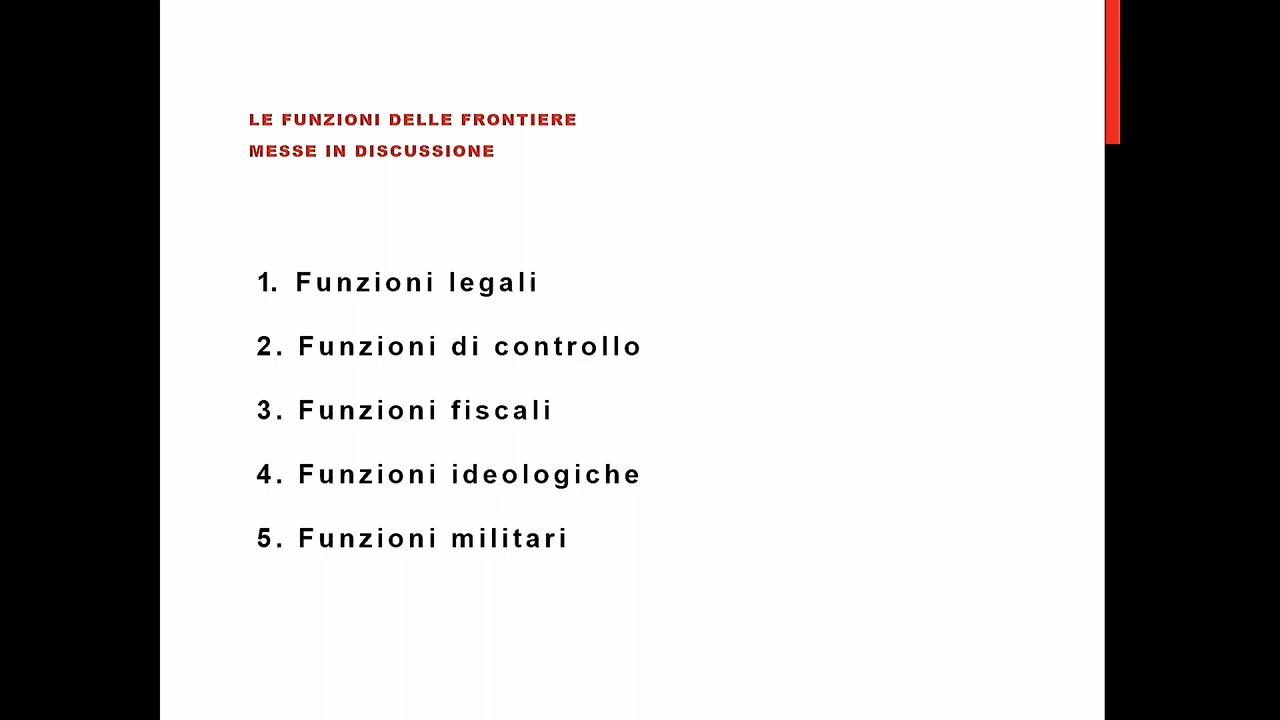 LE FUNZIONI DELLE FRONTIERE
MESSE IN DISCUSSIONE
1. Funzioni legali
2. Funzioni di controllo
3. Funzioni fiscali
4. Funzioni ideologiche
5. Funzioni militari